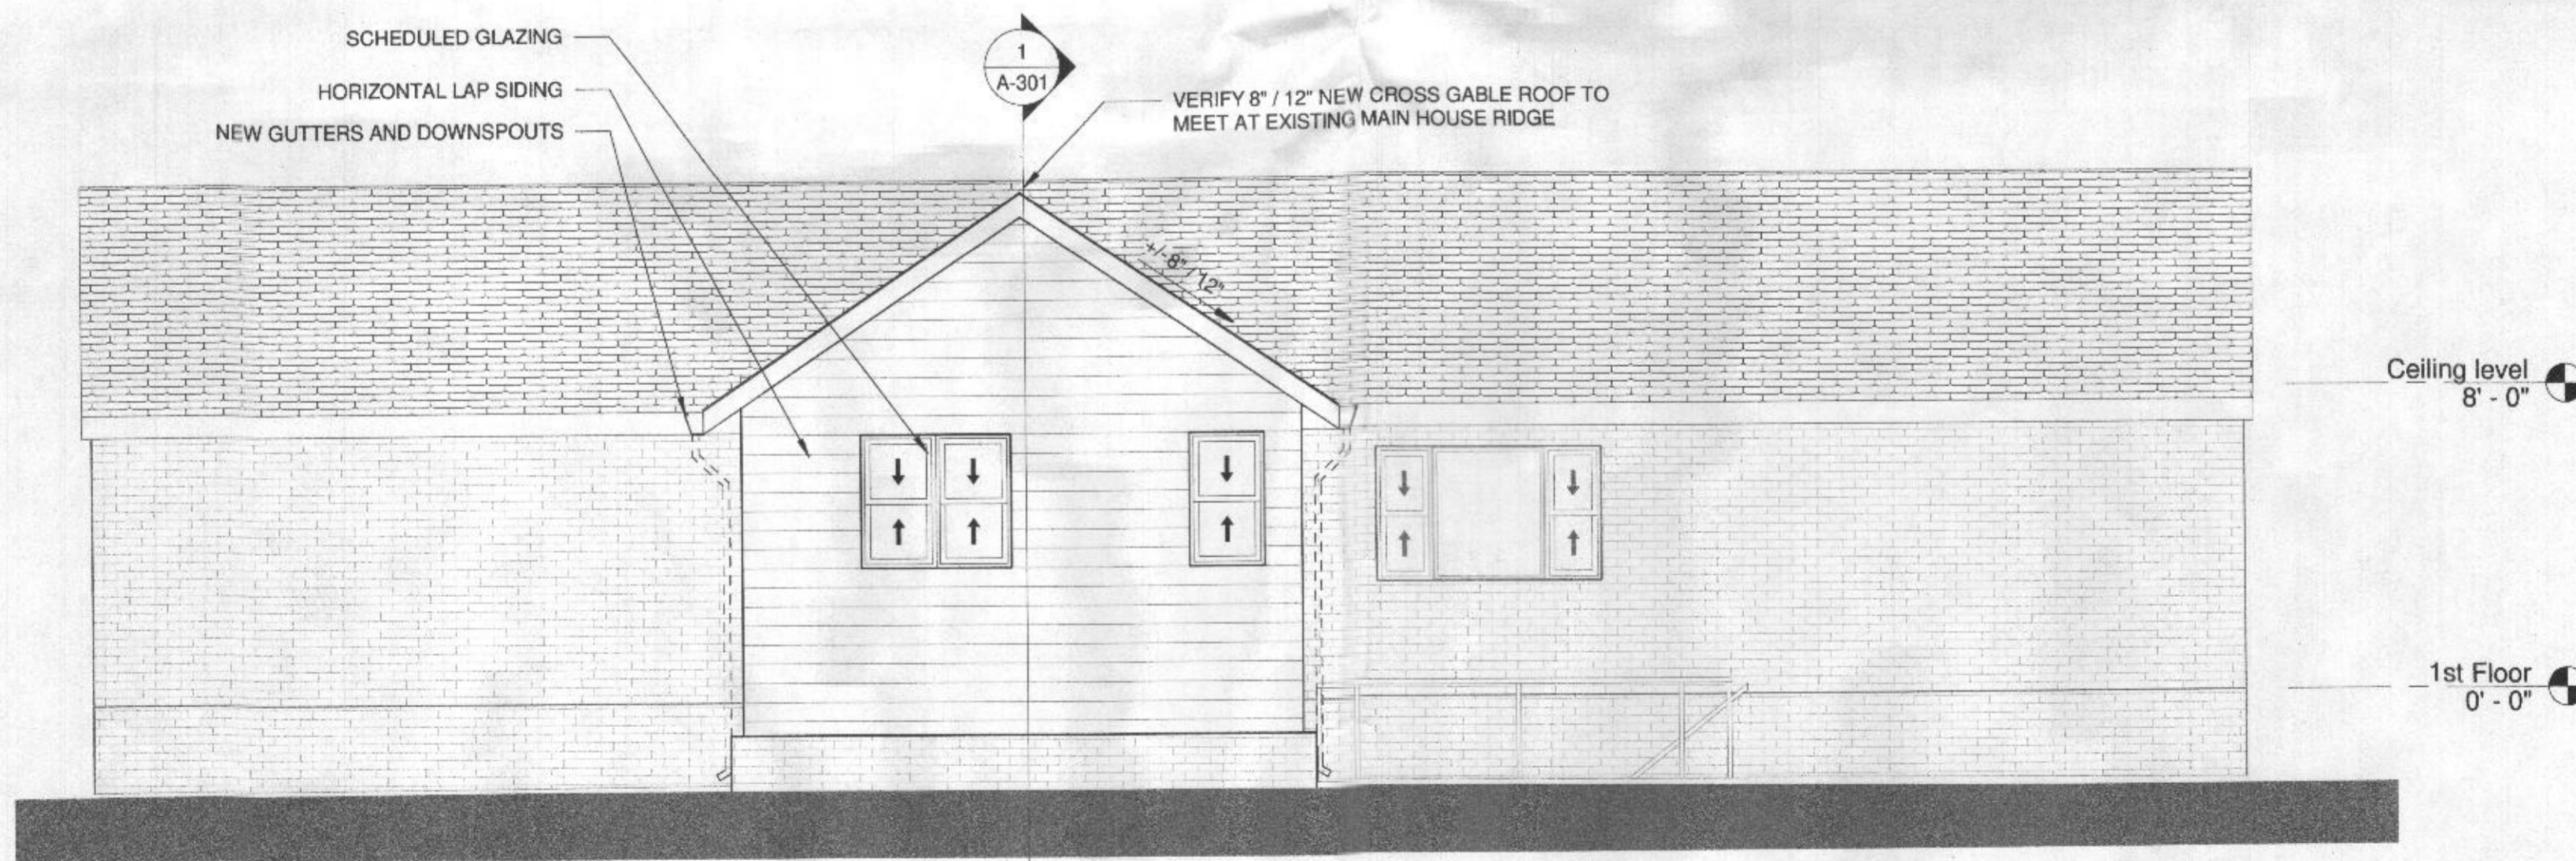 SCHEDULED GLAZING
HORIZONTAL LAP SIDING
NEW GUTTERS AND DOWNSPOUTS
1
A-301
VERIFY 8" / 12" NEW CROSS GABLE ROOF TO
MEET AT EXISTING MAIN HOUSE RIDGE
+/-8" / 12"
Ceiling level
8' - 0"
1st Floor
0' - 0"